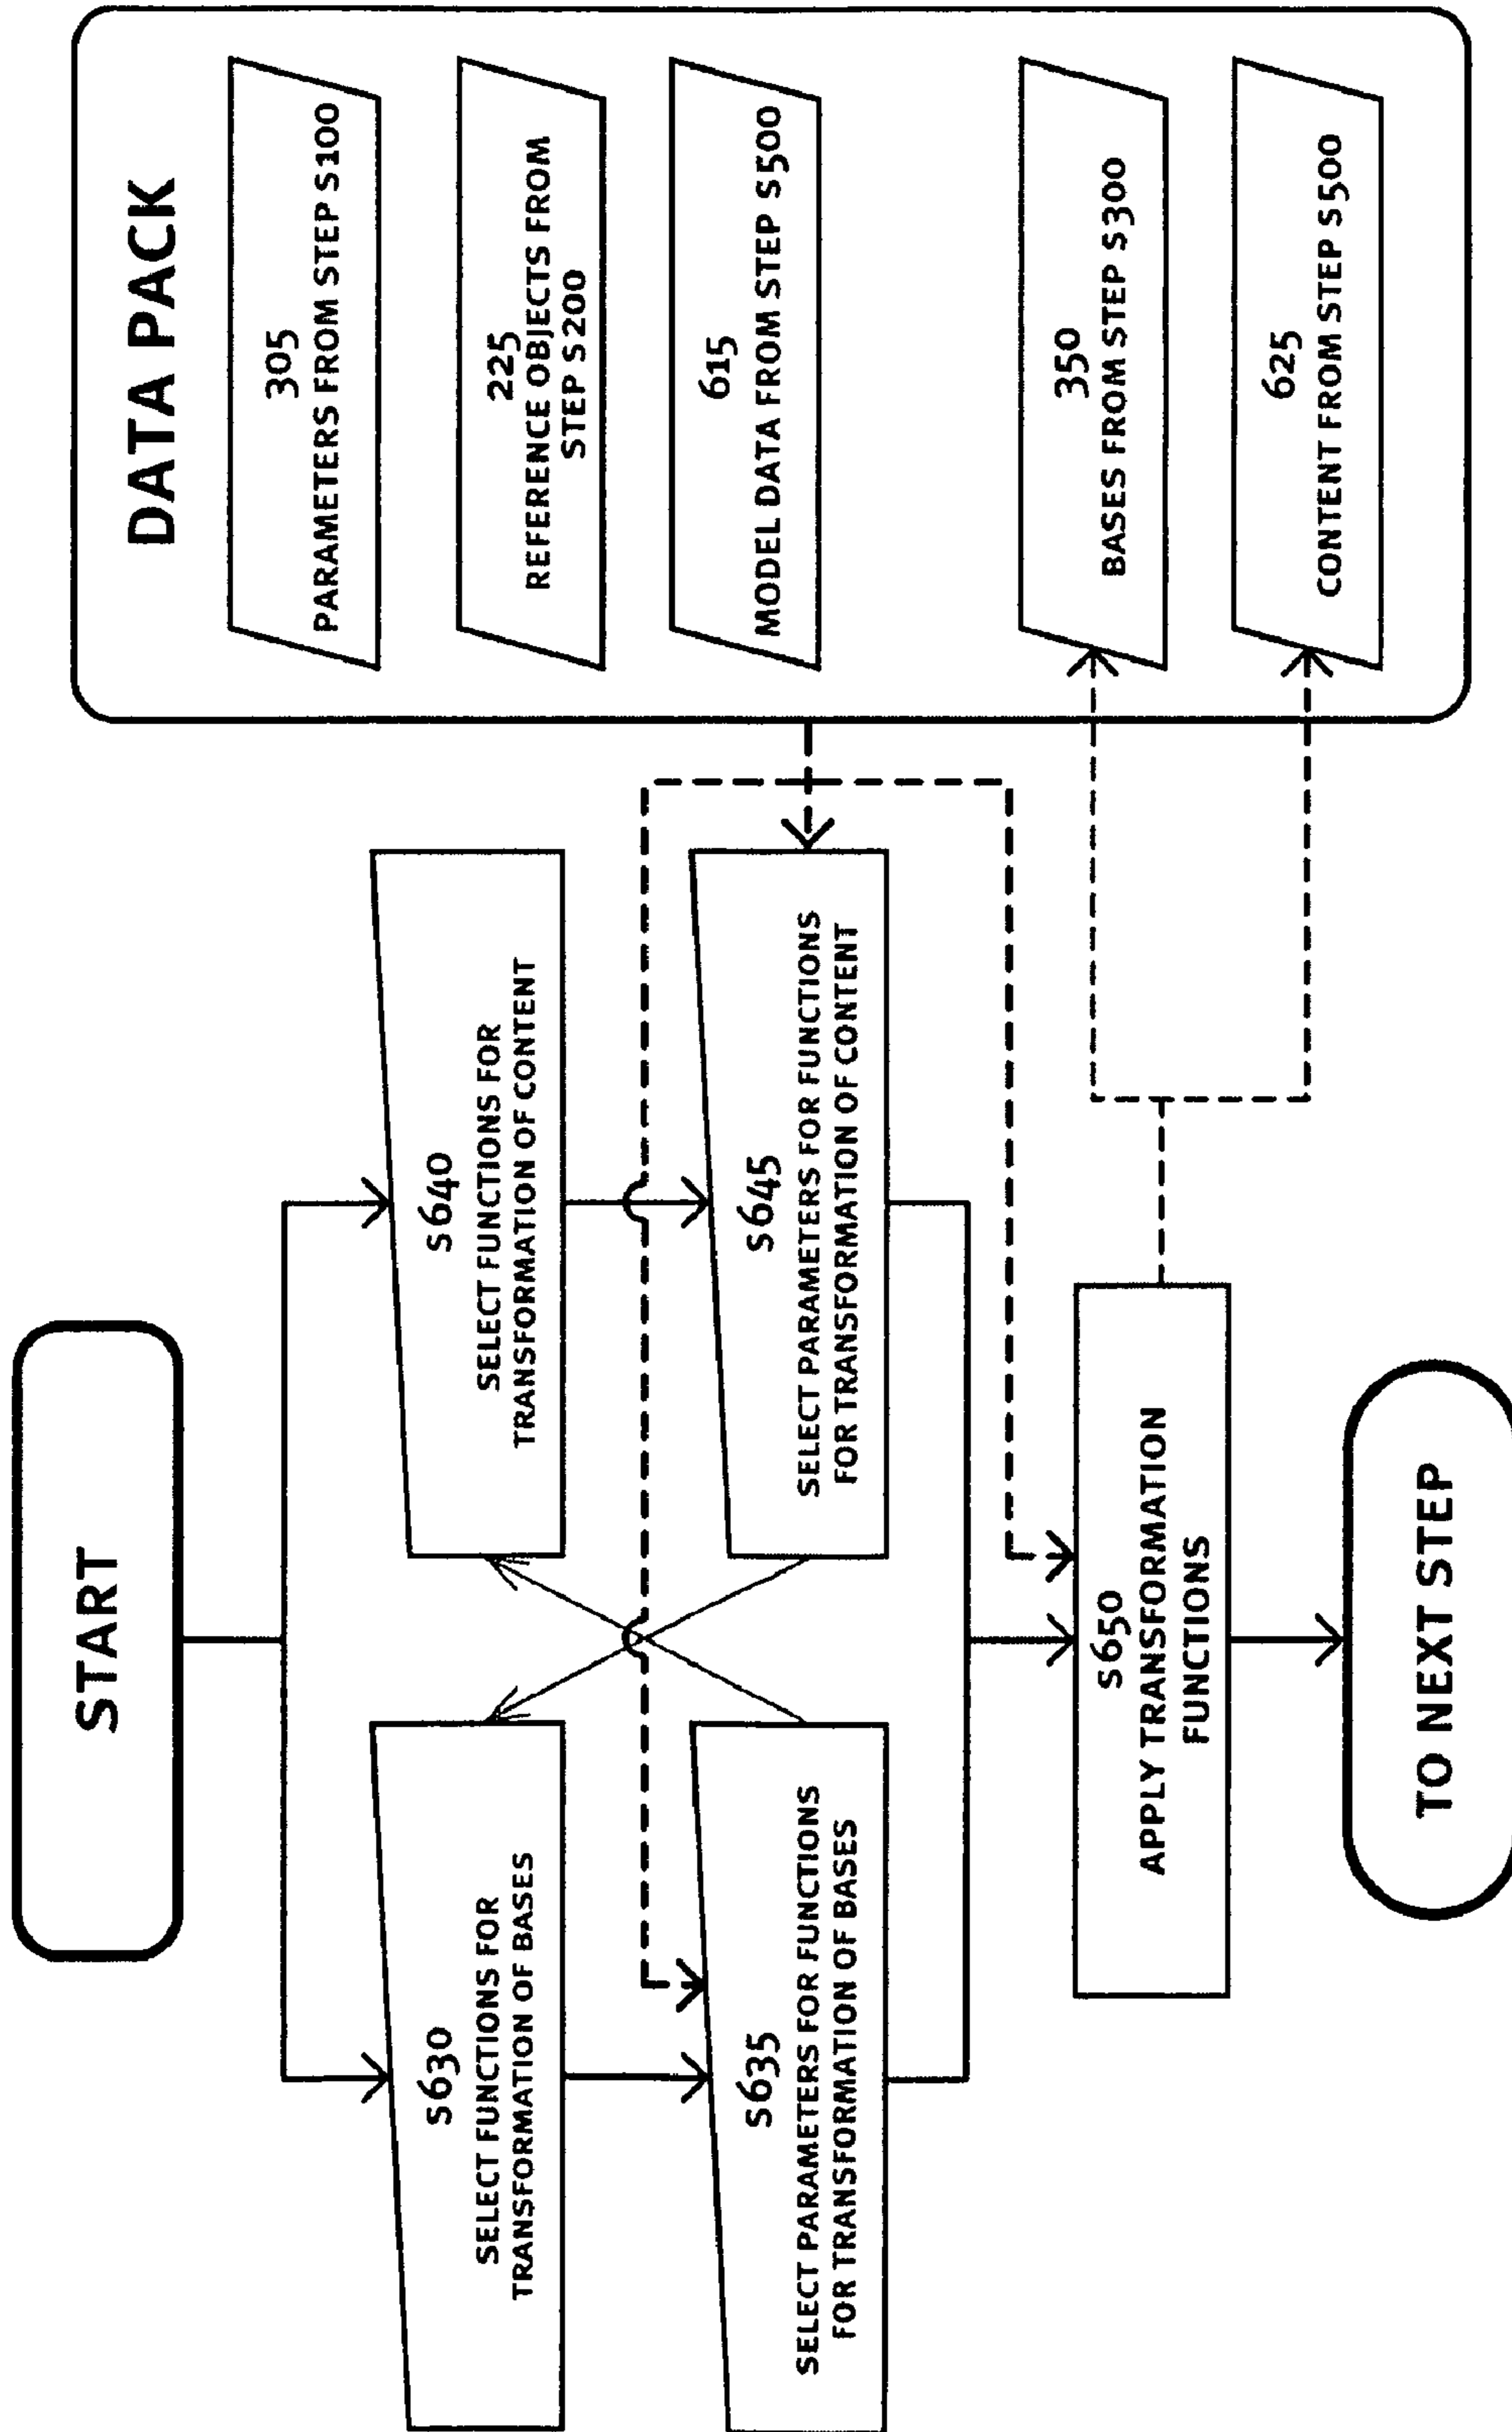 START
S630
SELECT FUNCTIONS FOR
TRANSFORMATION OF BASES
S640
SELECT FUNCTIONS FOR
TRANSFORMATION OF CONTENT
S635
SELECT PARAMETERS FOR FUNCTIONS
FOR TRANSFORMATION OF BASES
S645
SELECT PARAMETERS FOR FUNCTIONS
FOR TRANSFORMATION OF CONTENT
S650
APPLY TRANSFORMATION
FUNCTIONS
TO NEXT STEP
DATA PACK
305
PARAMETERS FROM STEP S100
225
REFERENCE OBJECTS FROM
STEP S200
615
MODEL DATA FROM STEP S500
350
BASES FROM STEP S300
625
CONTENT FROM STEP S500